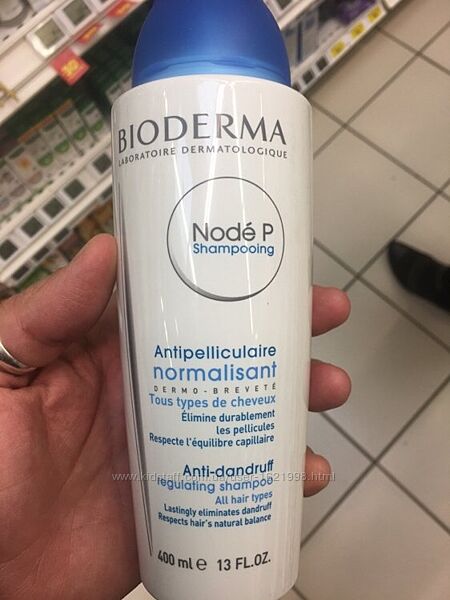 BIODERMA
LABORATOIRE DERMATOLOGIQUE
Nodé P
Shampooing
Antipelliculaire
normalisant
DERMO-BREVETÉ
Tous types de cheveux
Élimine durablement
les pellicules
Respecte l'équilibre capillaire
Anti-dandruff
regulating shampoo
All hair types
Lastingly eliminates dandruff
Respects hair's natural balance
400 ml e 13 FL.OZ.